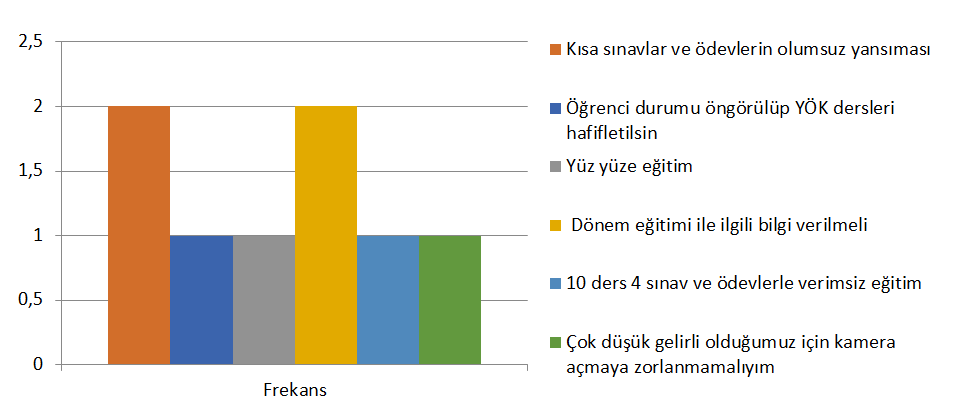 2,5
2
1,5
1
0,5
0
Frekans
Kısa sınavlar ve ödevlerin olumsuz yansıması
Öğrenci durumu öngörülüp YÖK dersleri
hafifletilsin
Yüz yüze eğitim
Dönem eğitimi ile ilgili bilgi verilmeli
10 ders 4 sınav ve ödevlerle verimsiz eğitim
Çok düşük gelirli olduğumuz için kamera
açmaya zorlanmamalıyım